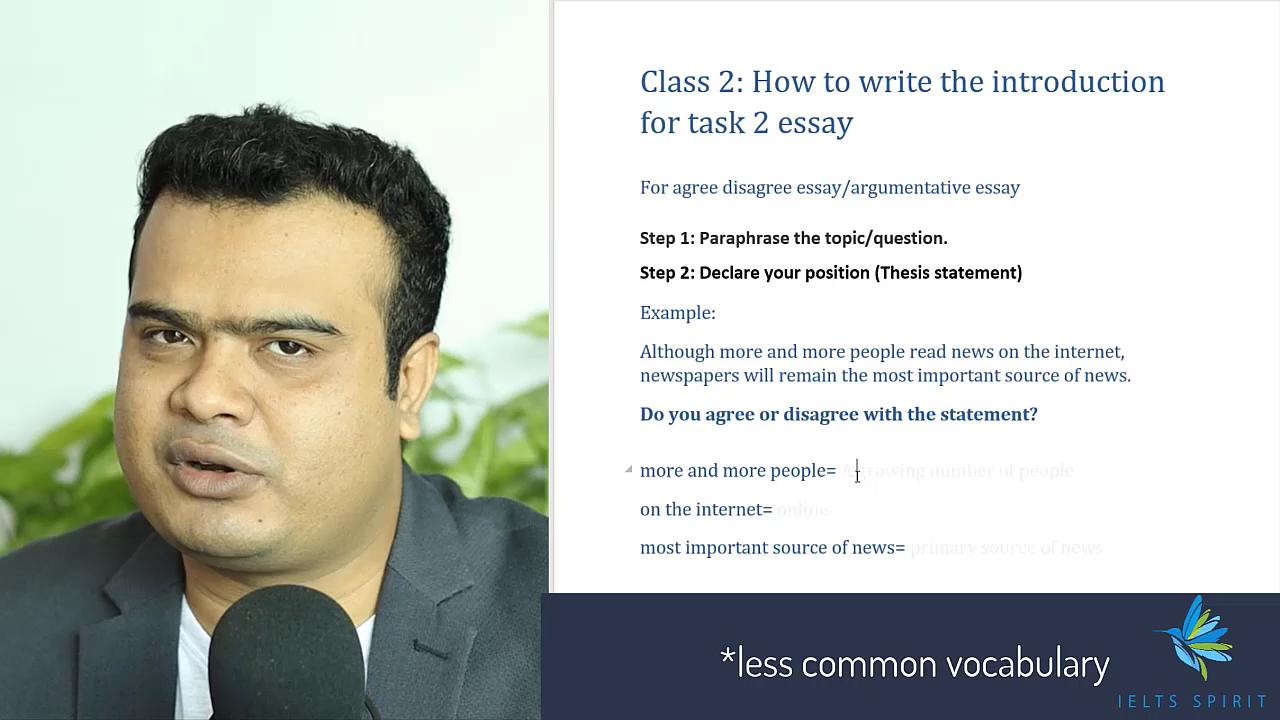 Class 2: How to write the introduction
for task 2 essay
For agree disagree essay/argumentative essay
Step 1: Paraphrase the topic/question.
Step 2: Declare your position (Thesis statement)
Example:
Although more and more people read news on the internet,
newspapers will remain the most important source of news.
Do you agree or disagree with the statement?
more and more people= A growing number of people
on the internet= online
most important source of news= primary source of news
*less common vocabulary
IELTS SPIRIT